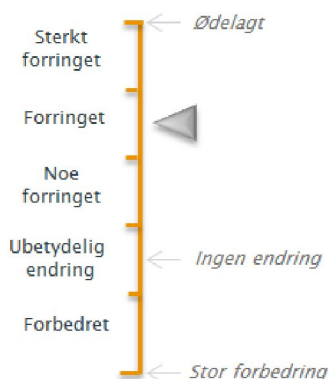 Ødelagt
Sterkt
forringet
Forringet
Noe
forringet
Ubetydelig
endring
Ingen endring
Forbedret
Stor forbedring